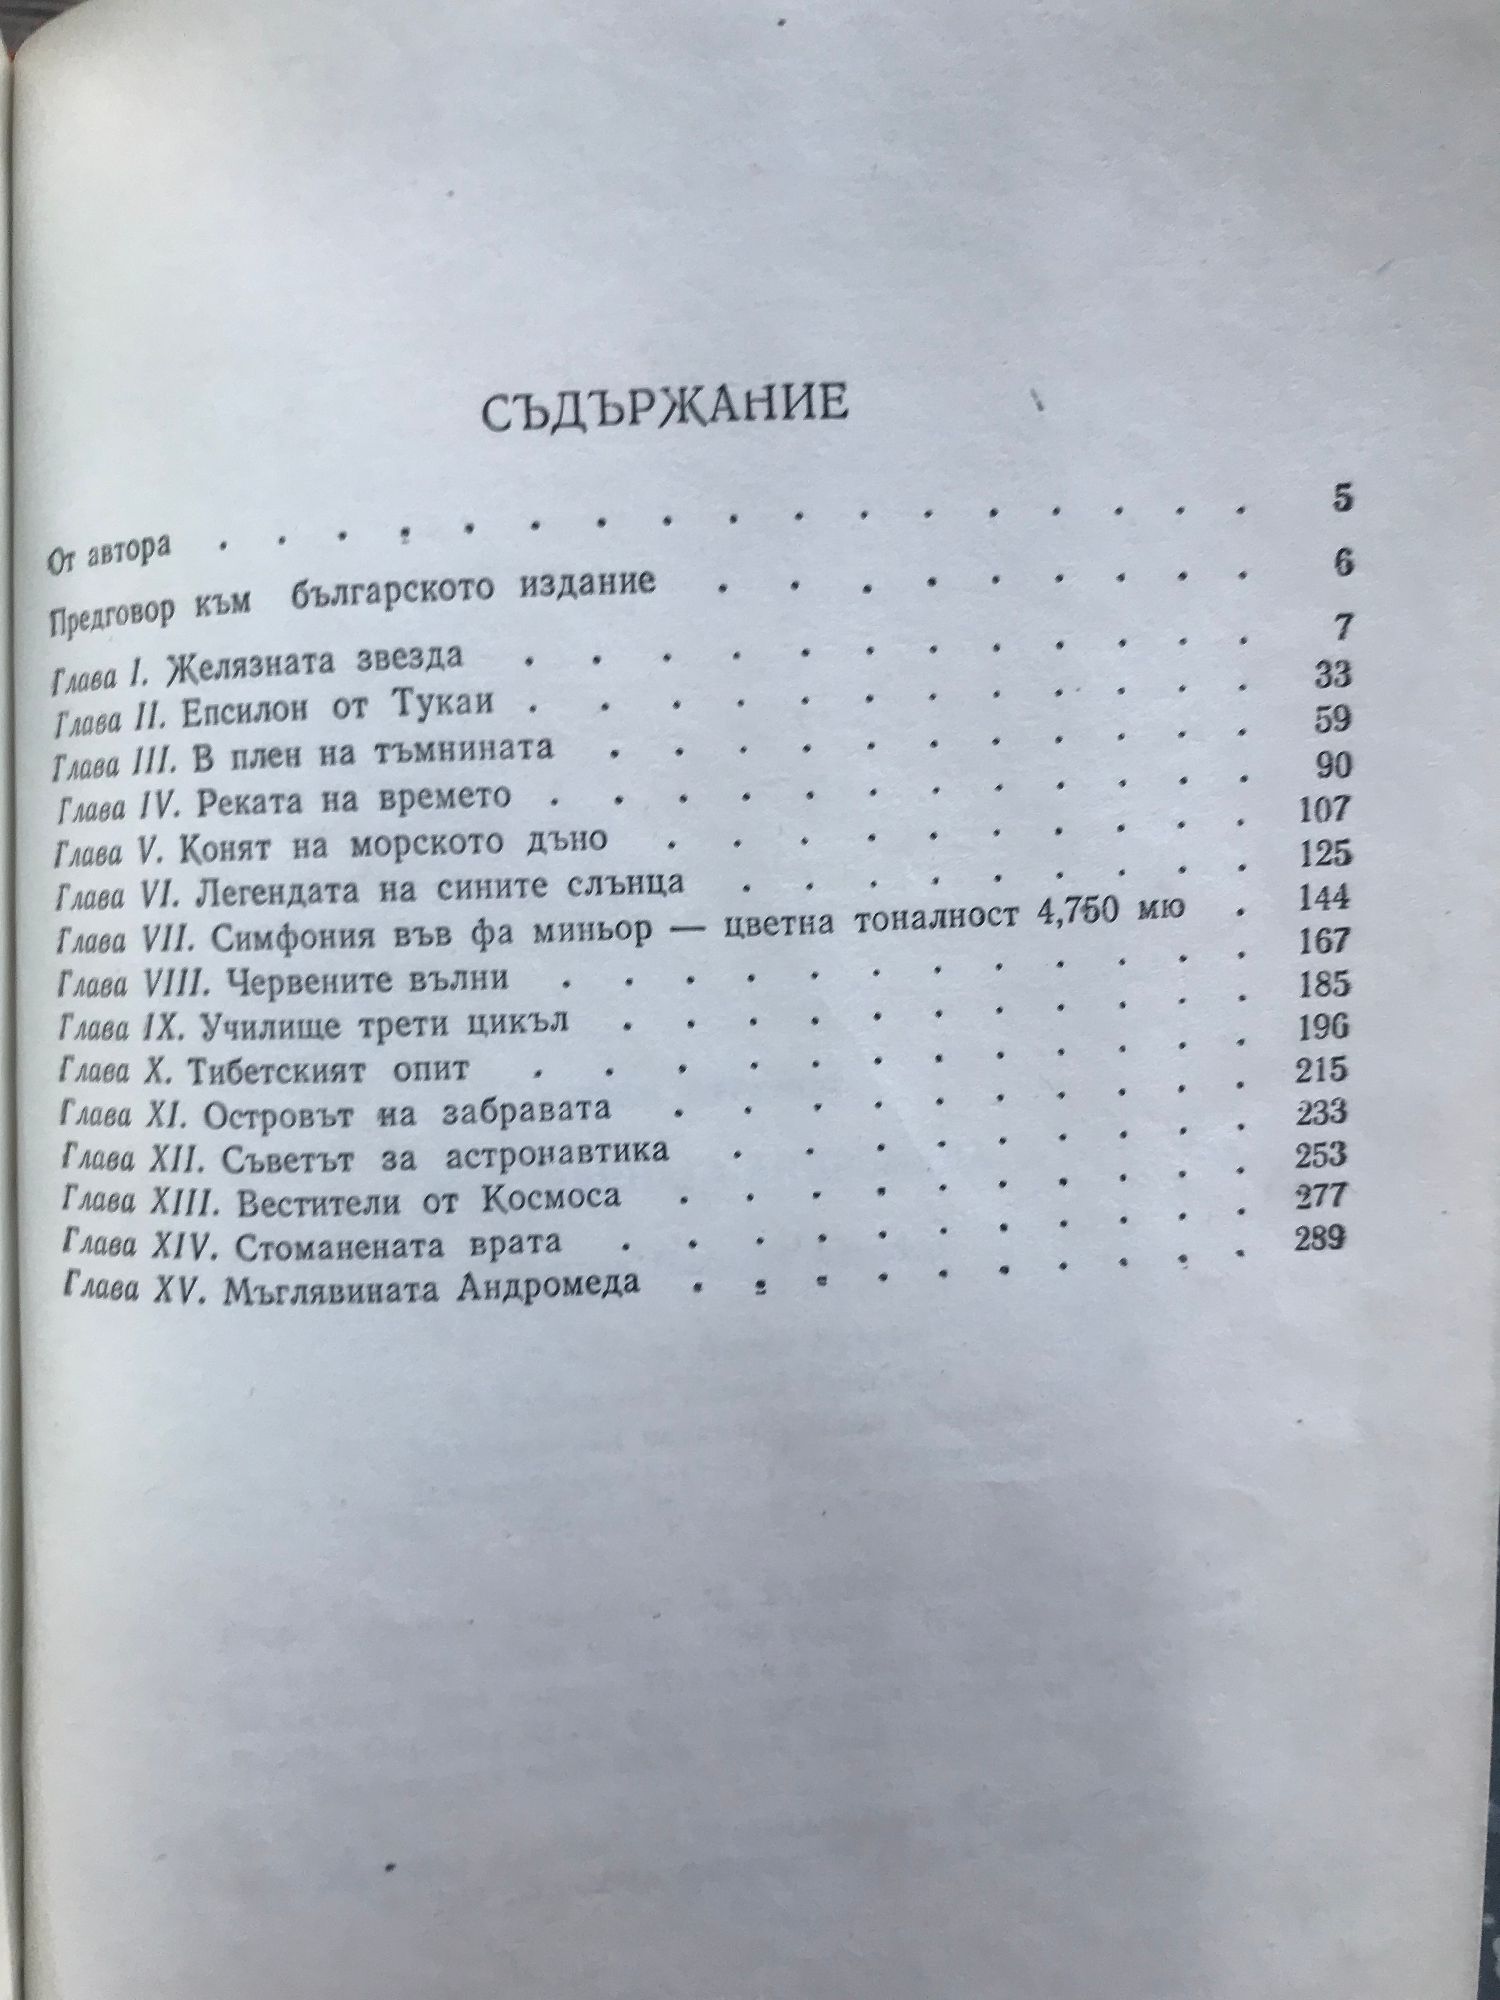 СЪДЪРЖАНИЕ
От автора . . . . . . . . . . . . . . . . . 5
Предговор към българското издание . . . . . . . . . 6
Глава I. Желязната звезда . . . . . . . . . . . . 7
Глава II. Епсилон от Тукан . . . . . . . . . . . . 33
Глава III. В плен на тъмнината . . . . . . . . . . . 59
Глава IV. Реката на времето . . . . . . . . . . . . 90
Глава V. Конят на морското дъно . . . . . . . . . . 107
Глава VI. Легендата на сините слънца . . . . . . . . . 125
Глава VII. Симфония във фа миньор — цветна тоналност 4,750 мю . 144
Глава VIII. Червените вълни . . . . . . . . . . . . 167
Глава IX. Училище трети цикъл . . . . . . . . . . . 185
Глава X. Тибетският опит . . . . . . . . . . . . 196
Глава XI. Островът на забравата . . . . . . . . . . 215
Глава XII. Съветът за астронавтика . . . . . . . . . 233
Глава XIII. Вестители от Космоса . . . . . . . . . . 253
Глава XIV. Стоманената врата . . . . . . . . . . . 277
Глава XV. Мъглявината Андромеда . . . . . . . . . . 289